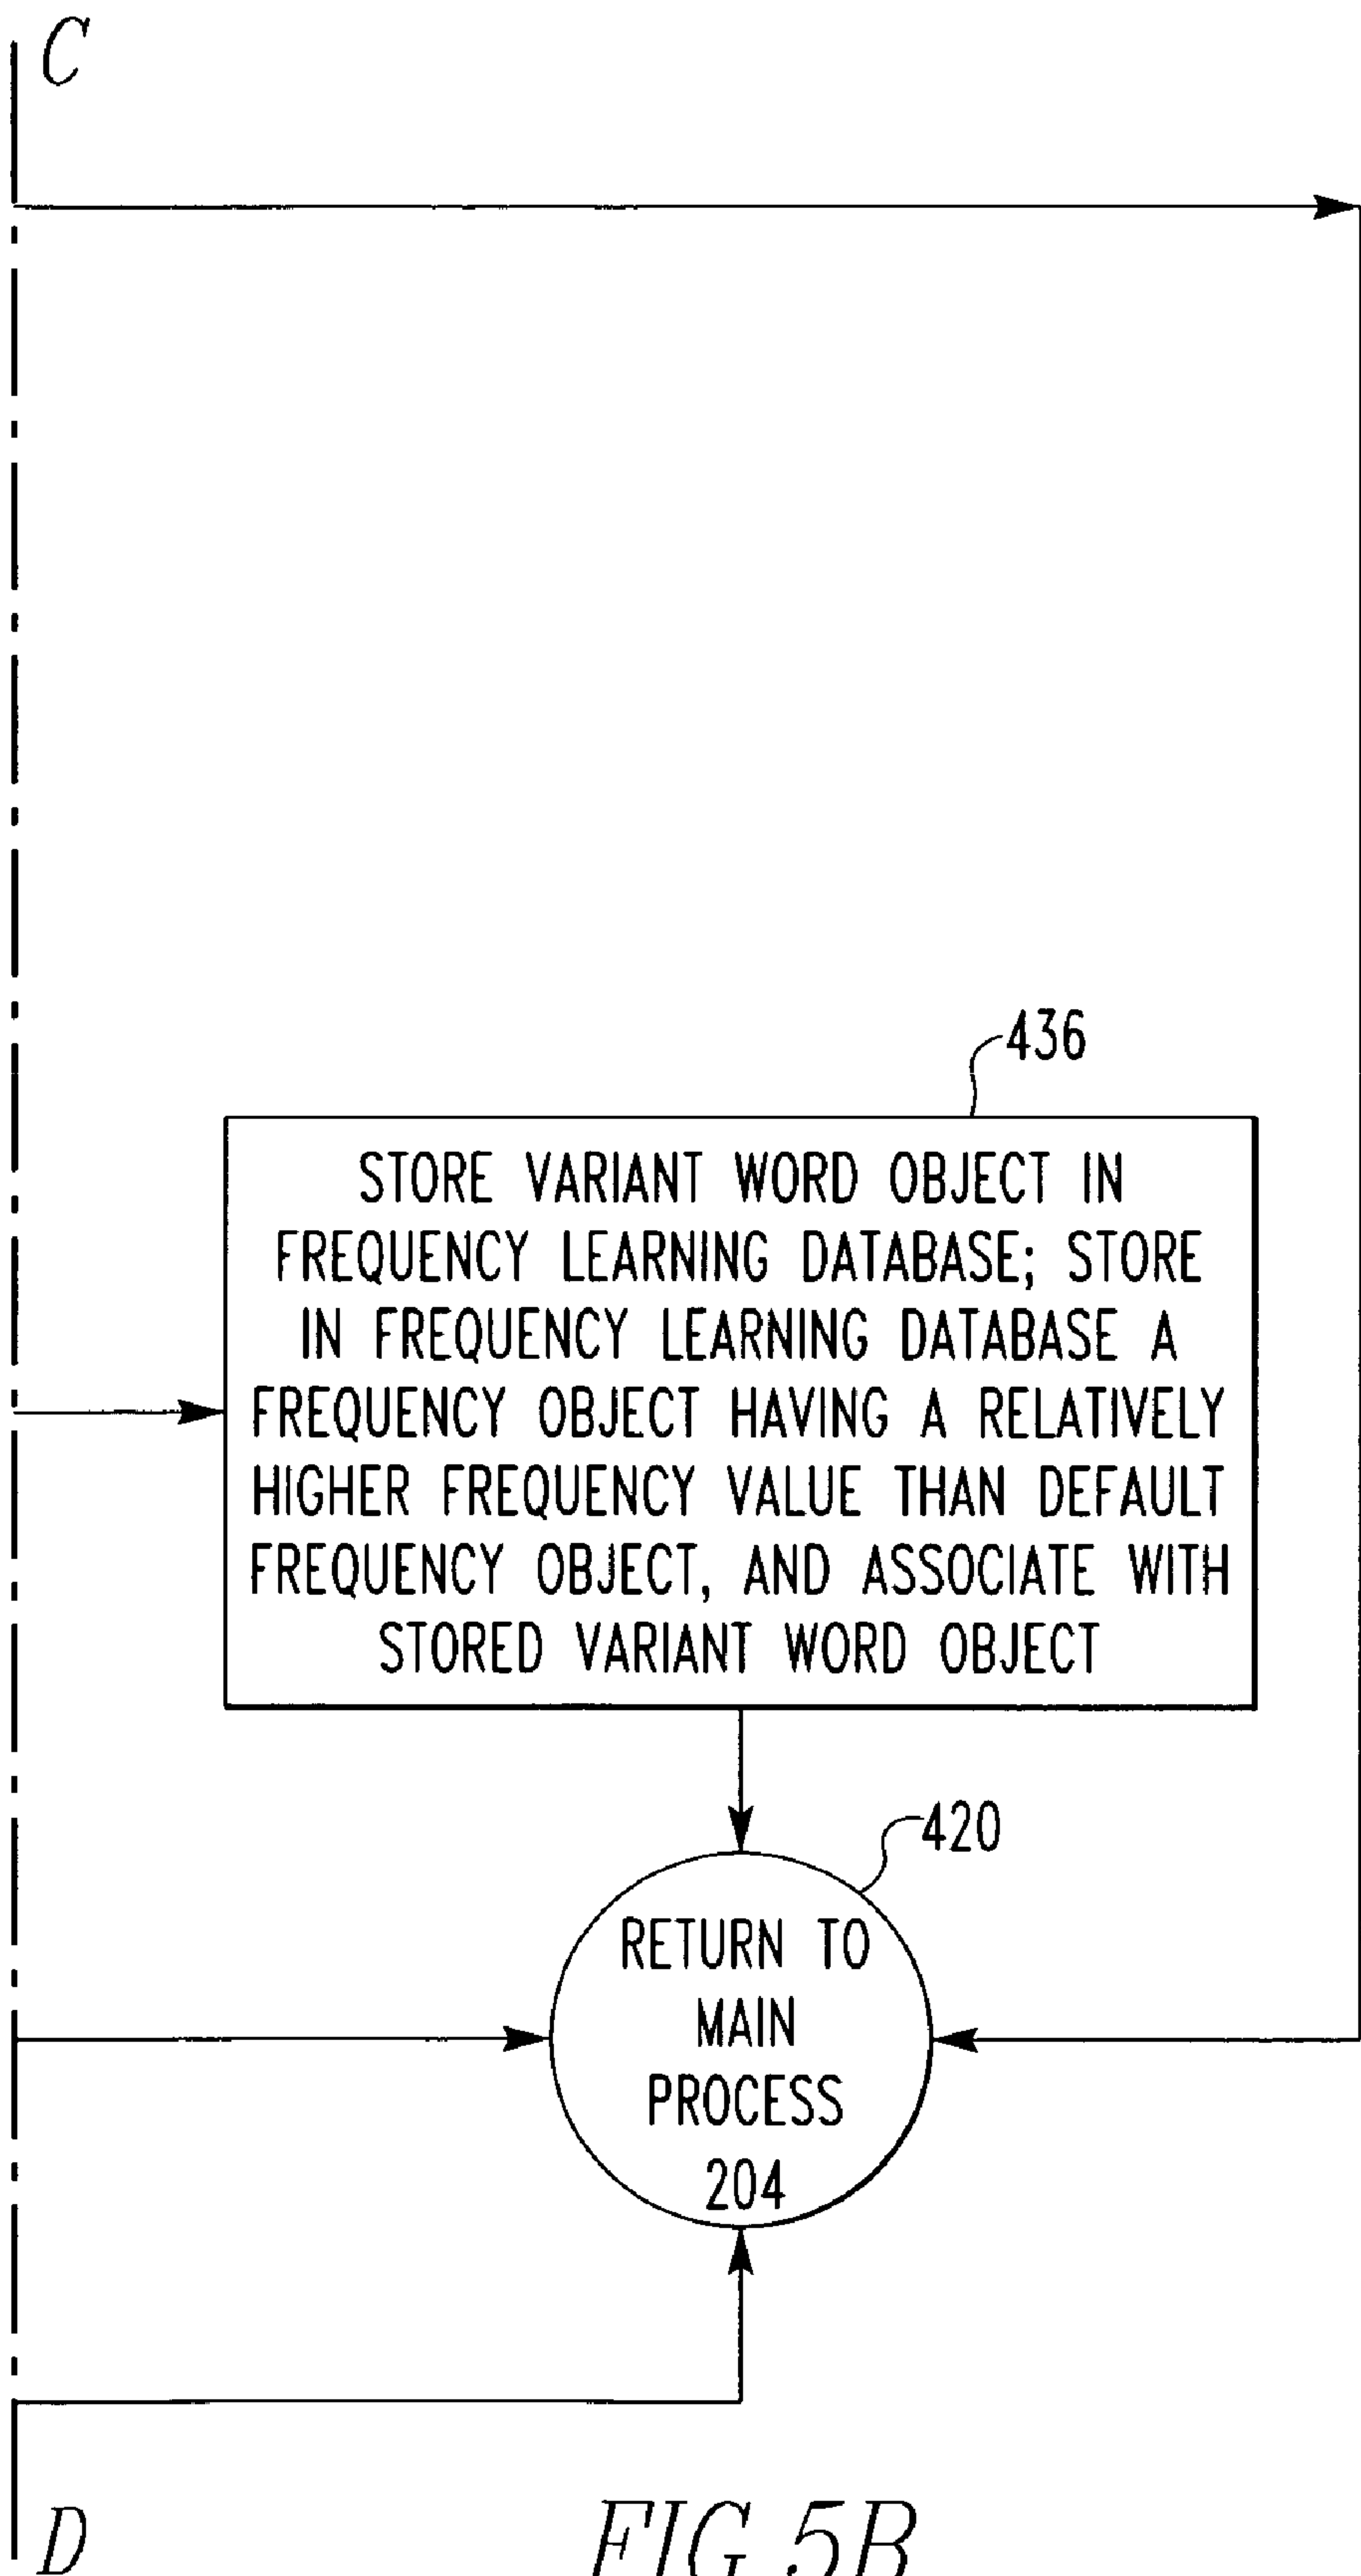 C
436
STORE VARIANT WORD OBJECT IN
FREQUENCY LEARNING DATABASE; STORE
IN FREQUENCY LEARNING DATABASE A
FREQUENCY OBJECT HAVING A RELATIVELY
HIGHER FREQUENCY VALUE THAN DEFAULT
FREQUENCY OBJECT, AND ASSOCIATE WITH
STORED VARIANT WORD OBJECT
420
RETURN TO
MAIN
PROCESS
204
D
FIG.5B